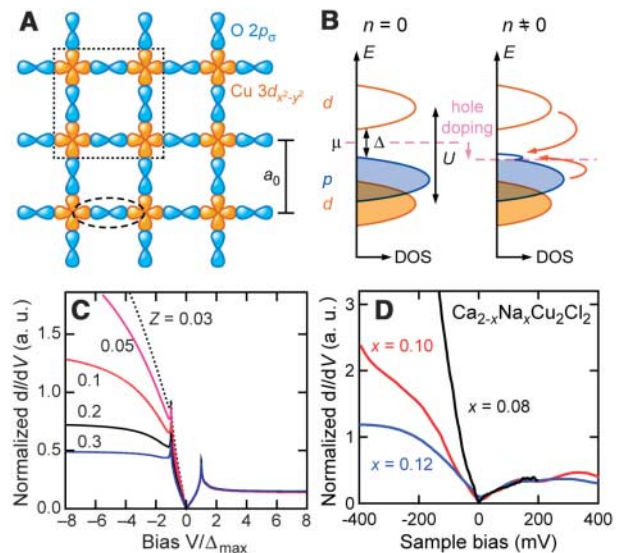 A
O 2pσ
Cu 3dx²-y²
a0
B
n = 0
n ≠ 0
E
E
d
hole
doping
μ
Δ
U
p
d
DOS
DOS
C
Z = 0.03
0.05
0.1
0.2
0.3
1.5
1.0
0.5
0.0
Normalized dI/dV (a. u.)
−8 −6 −4 −2 0 2 4 6 8
Bias V/Δmax
D
Ca2-xNaxCu2Cl2
x = 0.10
x = 0.08
x = 0.12
3
2
1
0
Normalized dI/dV (a. u.)
-400 -200 0 200 400
Sample bias (mV)